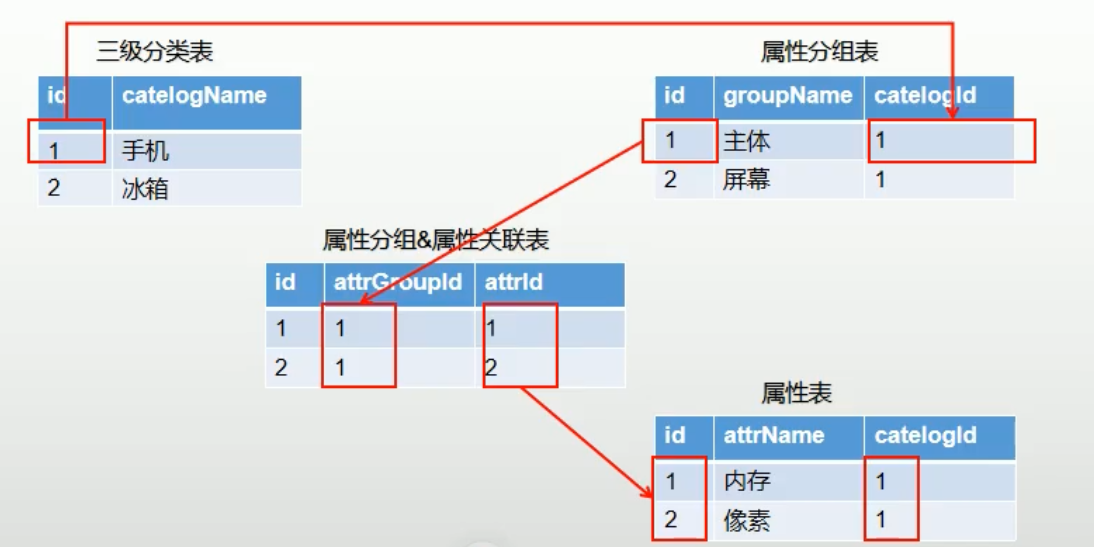 三级分类表
id catelogName
1 手机
2 冰箱
属性分组表
id groupName catelogId
1 主体 1
2 屏幕 1
属性分组&属性关联表
id attrGroupId attrId
1 1 1
2 1 2
属性表
id attrName catelogId
1 内存 1
2 像素 1